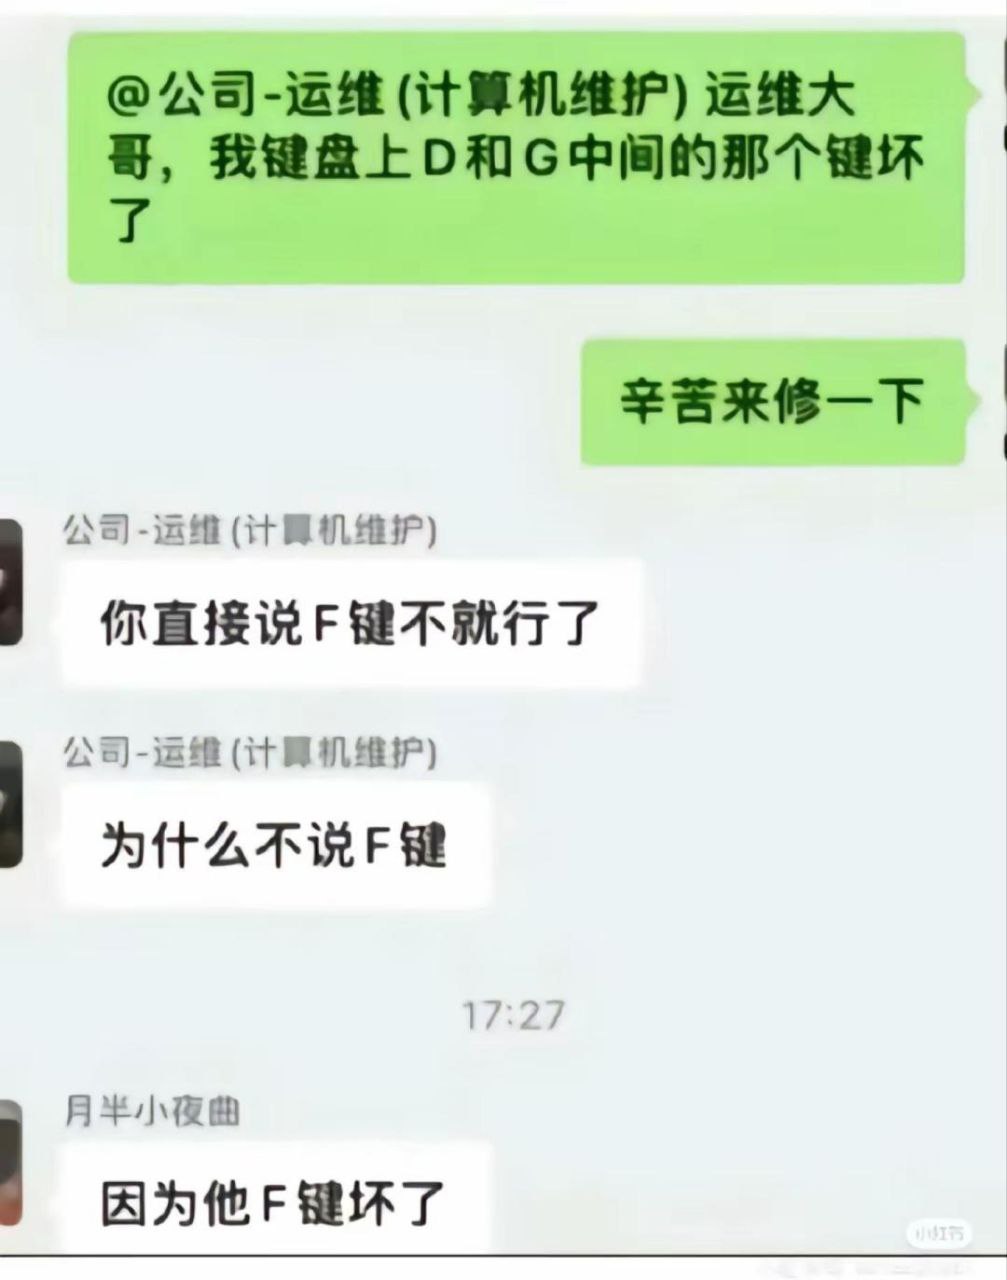 @公司-运维(计算机维护) 运维大
哥，我键盘上D和G中间的那个键坏
了
辛苦来修一下
公司-运维(计算机维护)
你直接说F键不就行了
公司-运维(计算机维护)
为什么不说F键
17:27
月半小夜曲
因为他F键坏了
小红书